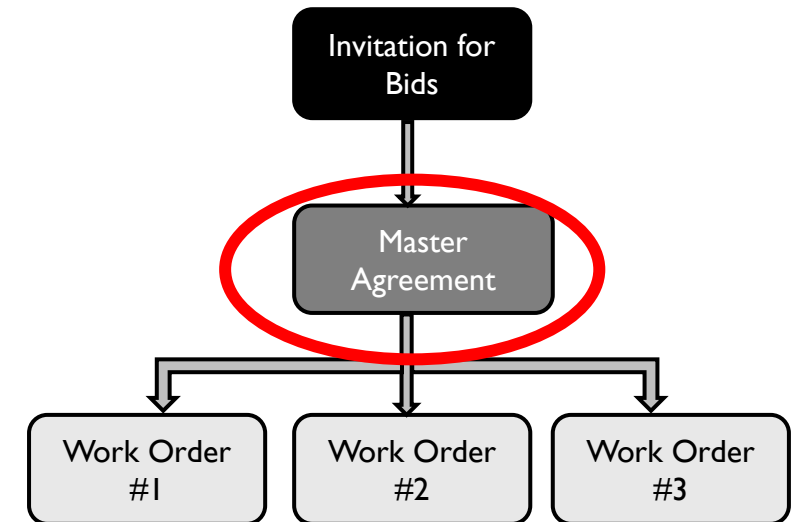 Invitation for
Bids
Master
Agreement
Work Order
#1
Work Order
#2
Work Order
#3